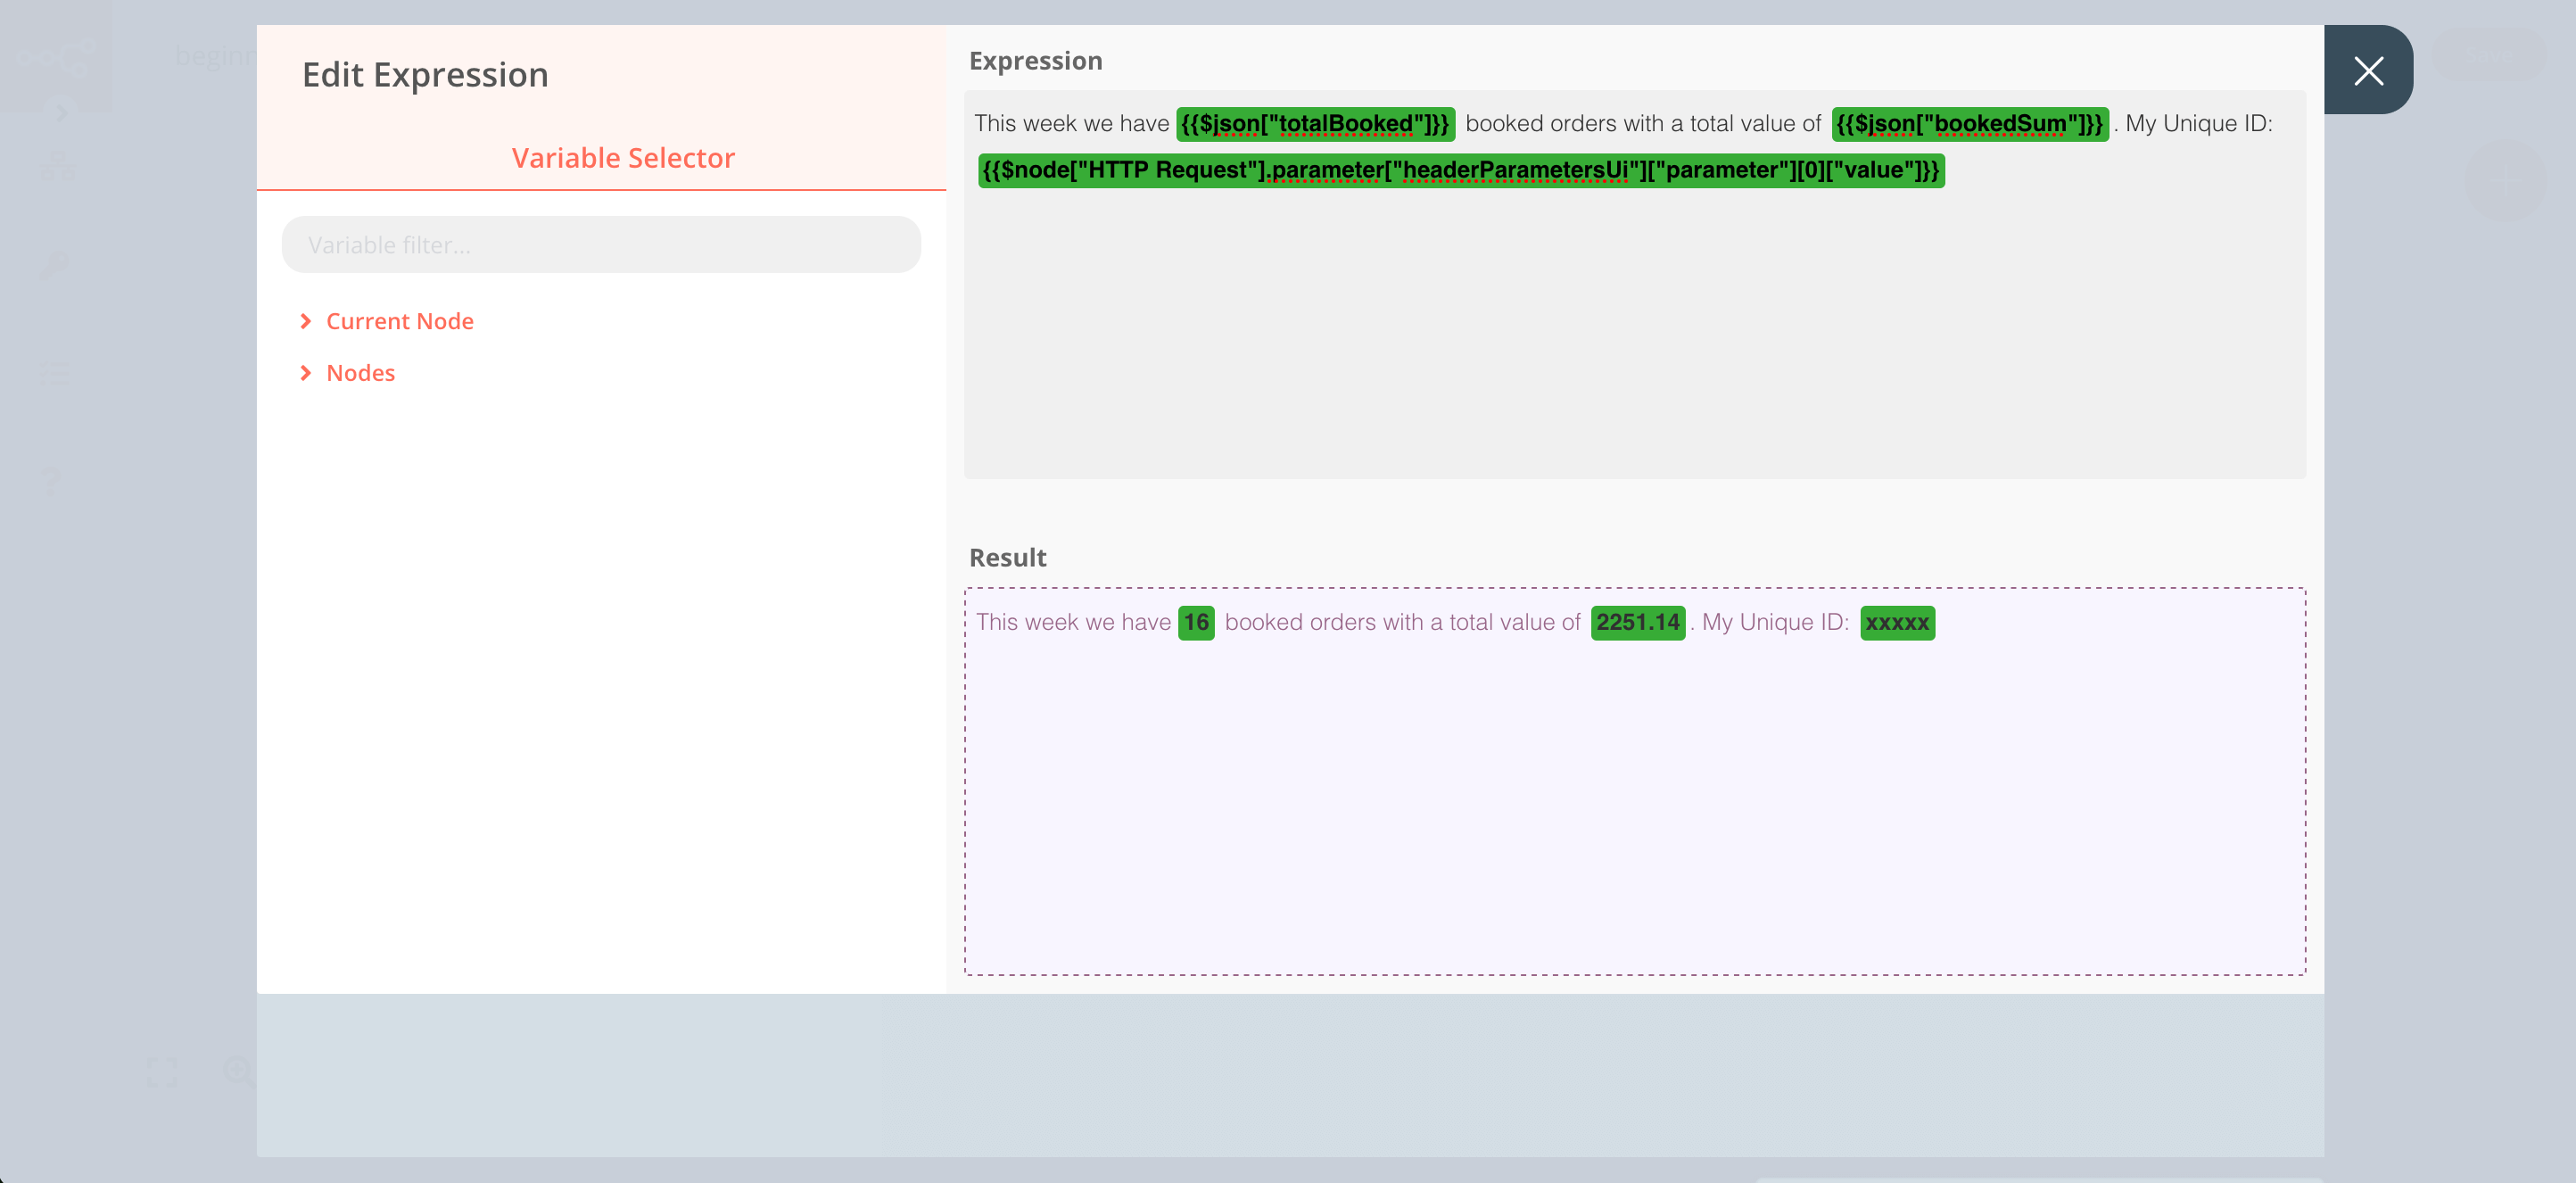 beginn
Edit Expression
Variable Selector
Variable filter...
Current Node
Nodes
Expression
This week we have {{$json["totalBooked"]}} booked orders with a total value of {{$json["bookedSum"]}} . My Unique ID:
{{$node["HTTP Request"].parameter["headerParametersUi"]["parameter"][0]["value"]}}
Result
This week we have 16 booked orders with a total value of 2251.14 . My Unique ID: xxxxx